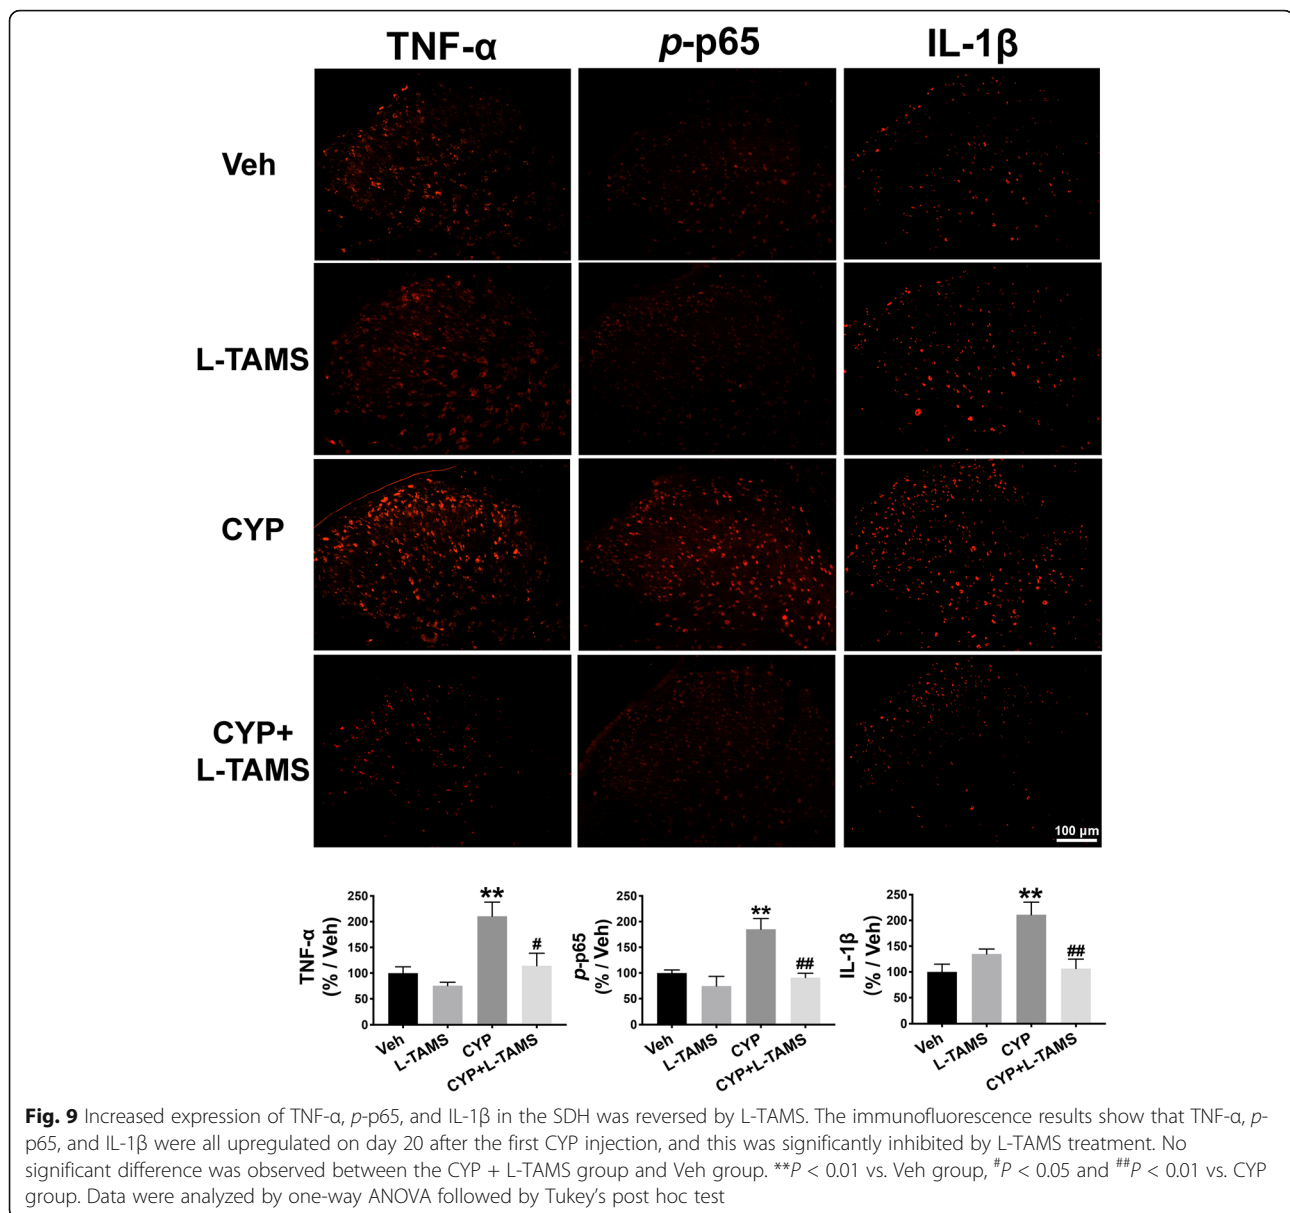 TNF-α p-p65 IL-1β
Veh
L-TAMS
CYP
CYP+
L-TAMS
100 µm
TNF-α
(% / Veh)
250
200
150
100
50
0
**
#
Veh
L-TAMS
CYP
CYP+L-TAMS
p-p65
(% / Veh)
250
200
150
100
50
0
**
##
Veh
L-TAMS
CYP
CYP+L-TAMS
IL-1β
(% / Veh)
250
200
150
100
50
0
**
##
Veh
L-TAMS
CYP
CYP+L-TAMS
Fig. 9 Increased expression of TNF-α, p-p65, and IL-1β in the SDH was reversed by L-TAMS. The immunofluorescence results show that TNF-α, p-
p65, and IL-1β were all upregulated on day 20 after the first CYP injection, and this was significantly inhibited by L-TAMS treatment. No
significant difference was observed between the CYP + L-TAMS group and Veh group. **P < 0.01 vs. Veh group, #P < 0.05 and ##P < 0.01 vs. CYP
group. Data were analyzed by one-way ANOVA followed by Tukey’s post hoc test